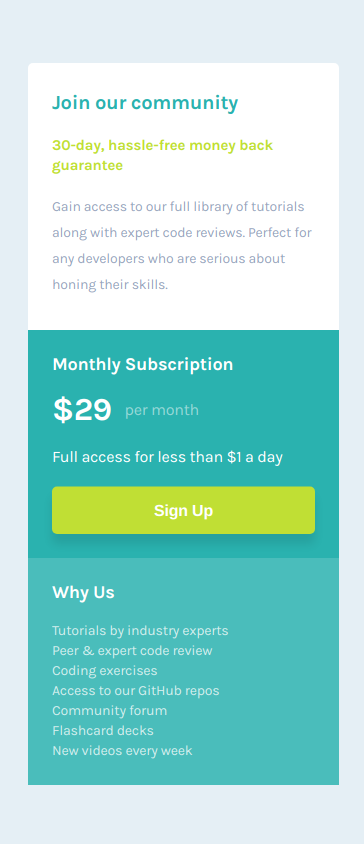 Join our community
30-day, hassle-free money back
guarantee
Gain access to our full library of tutorials
along with expert code reviews. Perfect for
any developers who are serious about
honing their skills.
Monthly Subscription
$29 per month
Full access for less than $1 a day
Sign Up
Why Us
Tutorials by industry experts
Peer & expert code review
Coding exercises
Access to our GitHub repos
Community forum
Flashcard decks
New videos every week